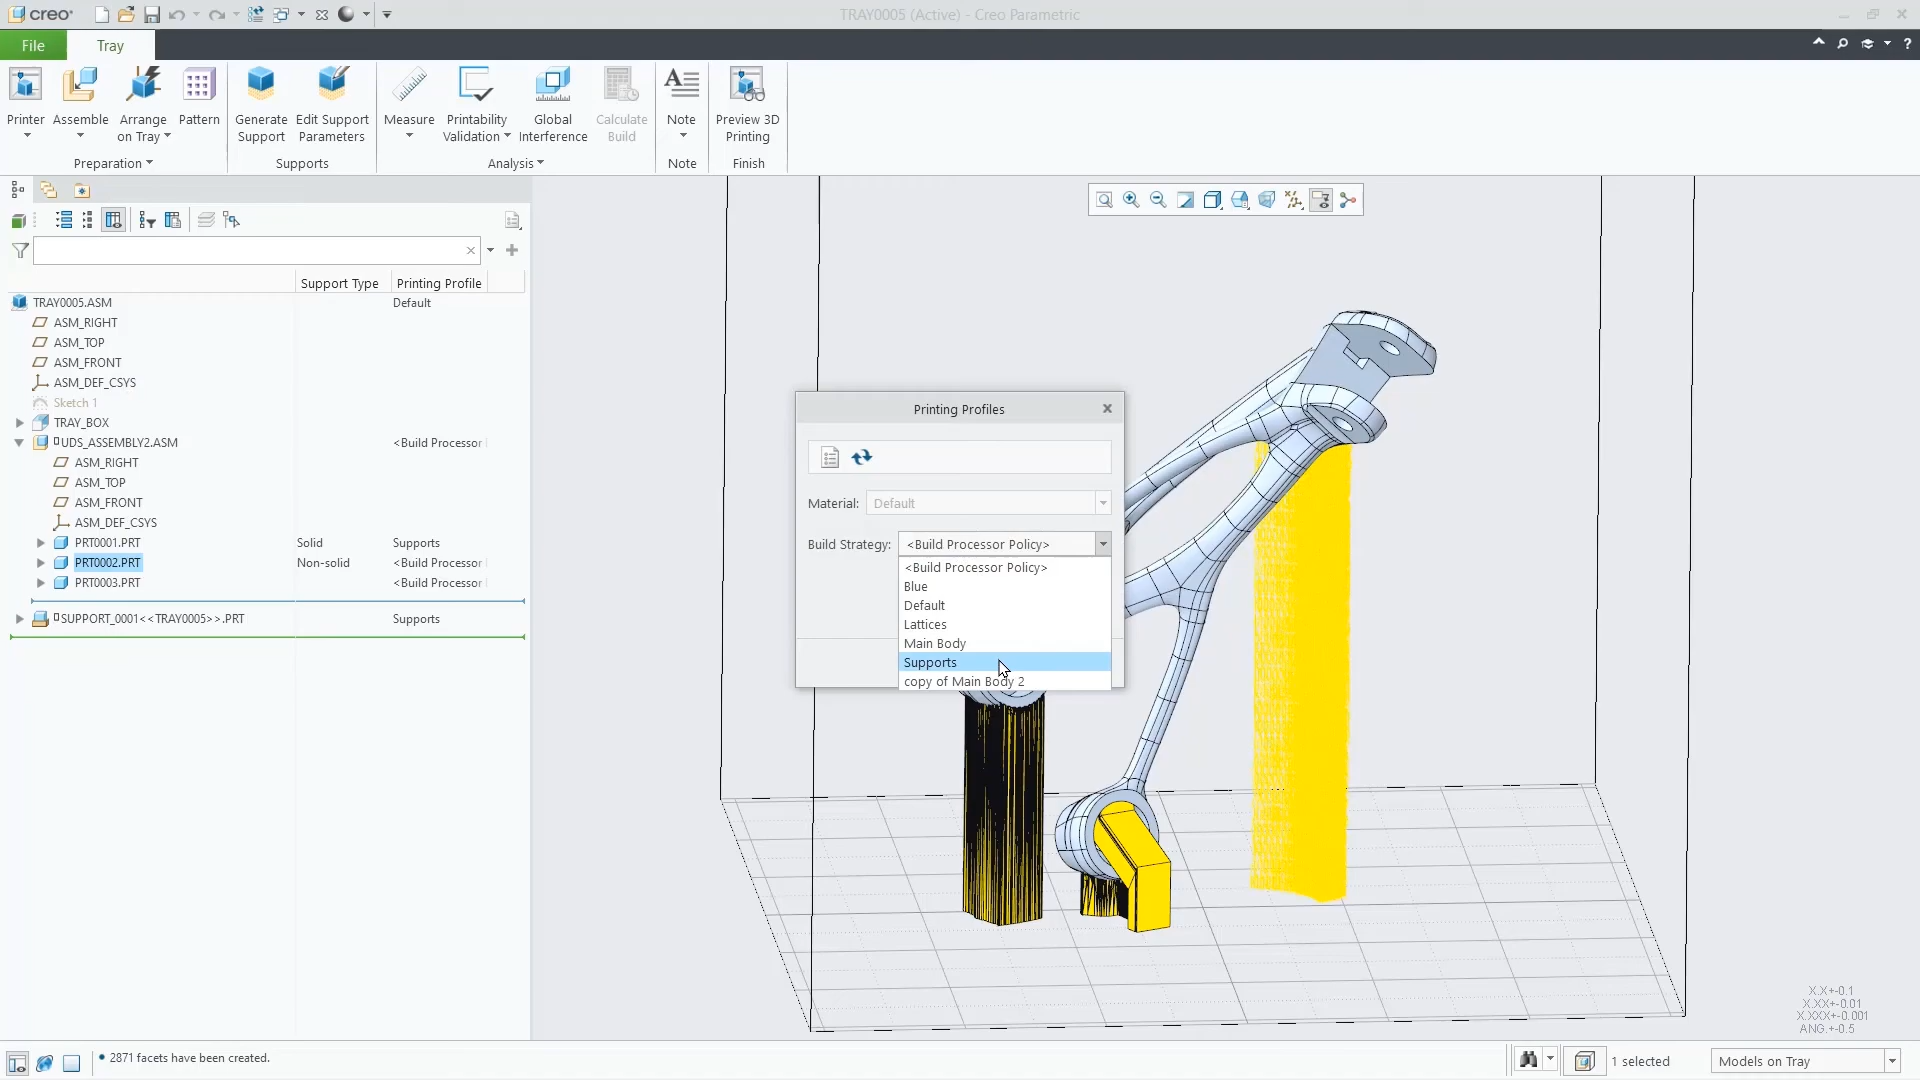 creo
TRAY0005 (Active) - Creo Parametric
File
Tray
?
Printer
Assemble
Arrange
on Tray
Pattern
Generate
Support
Edit Support
Parameters
Measure
Printability
Validation
Global
Interference
Calculate
Build
Note
Preview 3D
Printing
Preparation
Supports
Analysis
Note
Finish
Support Type
Printing Profile
TRAY0005.ASM
Default
ASM_RIGHT
ASM_TOP
ASM_FRONT
ASM_DEF_CSYS
Sketch 1
TRAY_BOX
UDS_ASSEMBLY2.ASM
<Build Processor
ASM_RIGHT
ASM_TOP
ASM_FRONT
ASM_DEF_CSYS
PRT0001.PRT
Solid
Supports
PRT0002.PRT
Non-solid
<Build Processor
PRT0003.PRT
<Build Processor
SUPPORT_0001<<TRAY0005>>.PRT
Supports
Printing Profiles
Material:
Default
Build Strategy:
<Build Processor Policy>
<Build Processor Policy>
Blue
Default
Lattices
Main Body
Supports
copy of Main Body 2
X.X+-0.1
X.XX+-0.01
X.XXX+-0.001
ANG.+-0.5
• 2871 facets have been created.
1 selected
Models on Tray